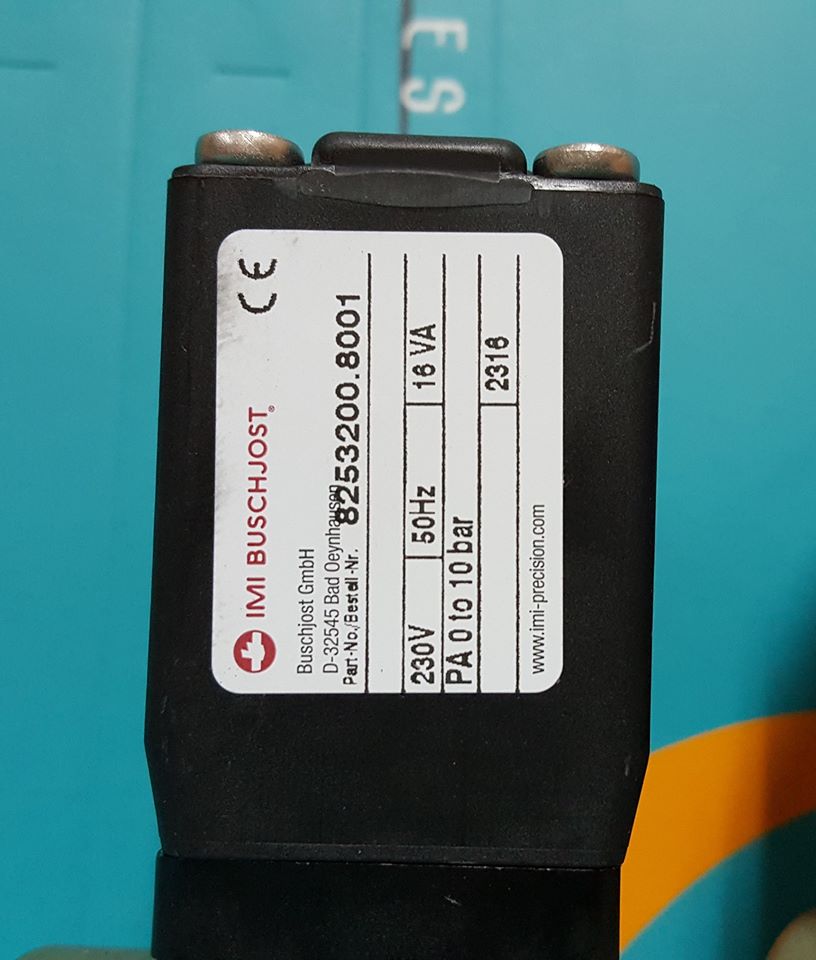 ES
CE
IMI BUSCHJOST®
Buschjost GmbH
D-32545 Bad Oeynhausen
Part-No./Bestell-Nr. 8253200.8001
230V 50Hz 16 VA
PA 0 to 10 bar
2316
www.imi-precision.com